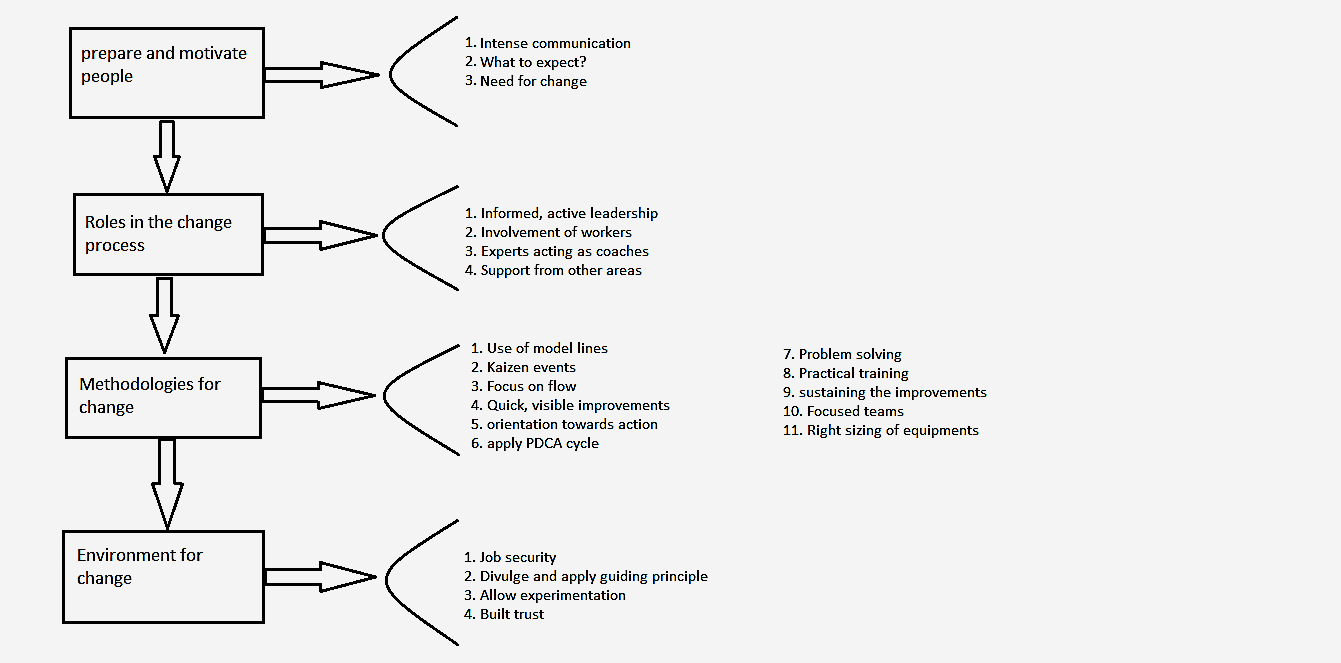 prepare and motivate
people
1. Intense communication
2. What to expect?
3. Need for change
Roles in the change
process
1. Informed, active leadership
2. Involvement of workers
3. Experts acting as coaches
4. Support from other areas
Methodologies for
change
1. Use of model lines
2. Kaizen events
3. Focus on flow
4. Quick, visible improvements
5. orientation towards action
6. apply PDCA cycle
7. Problem solving
8. Practical training
9. sustaining the improvements
10. Focused teams
11. Right sizing of equipments
Environment for
change
1. Job security
2. Divulge and apply guiding principle
3. Allow experimentation
4. Built trust